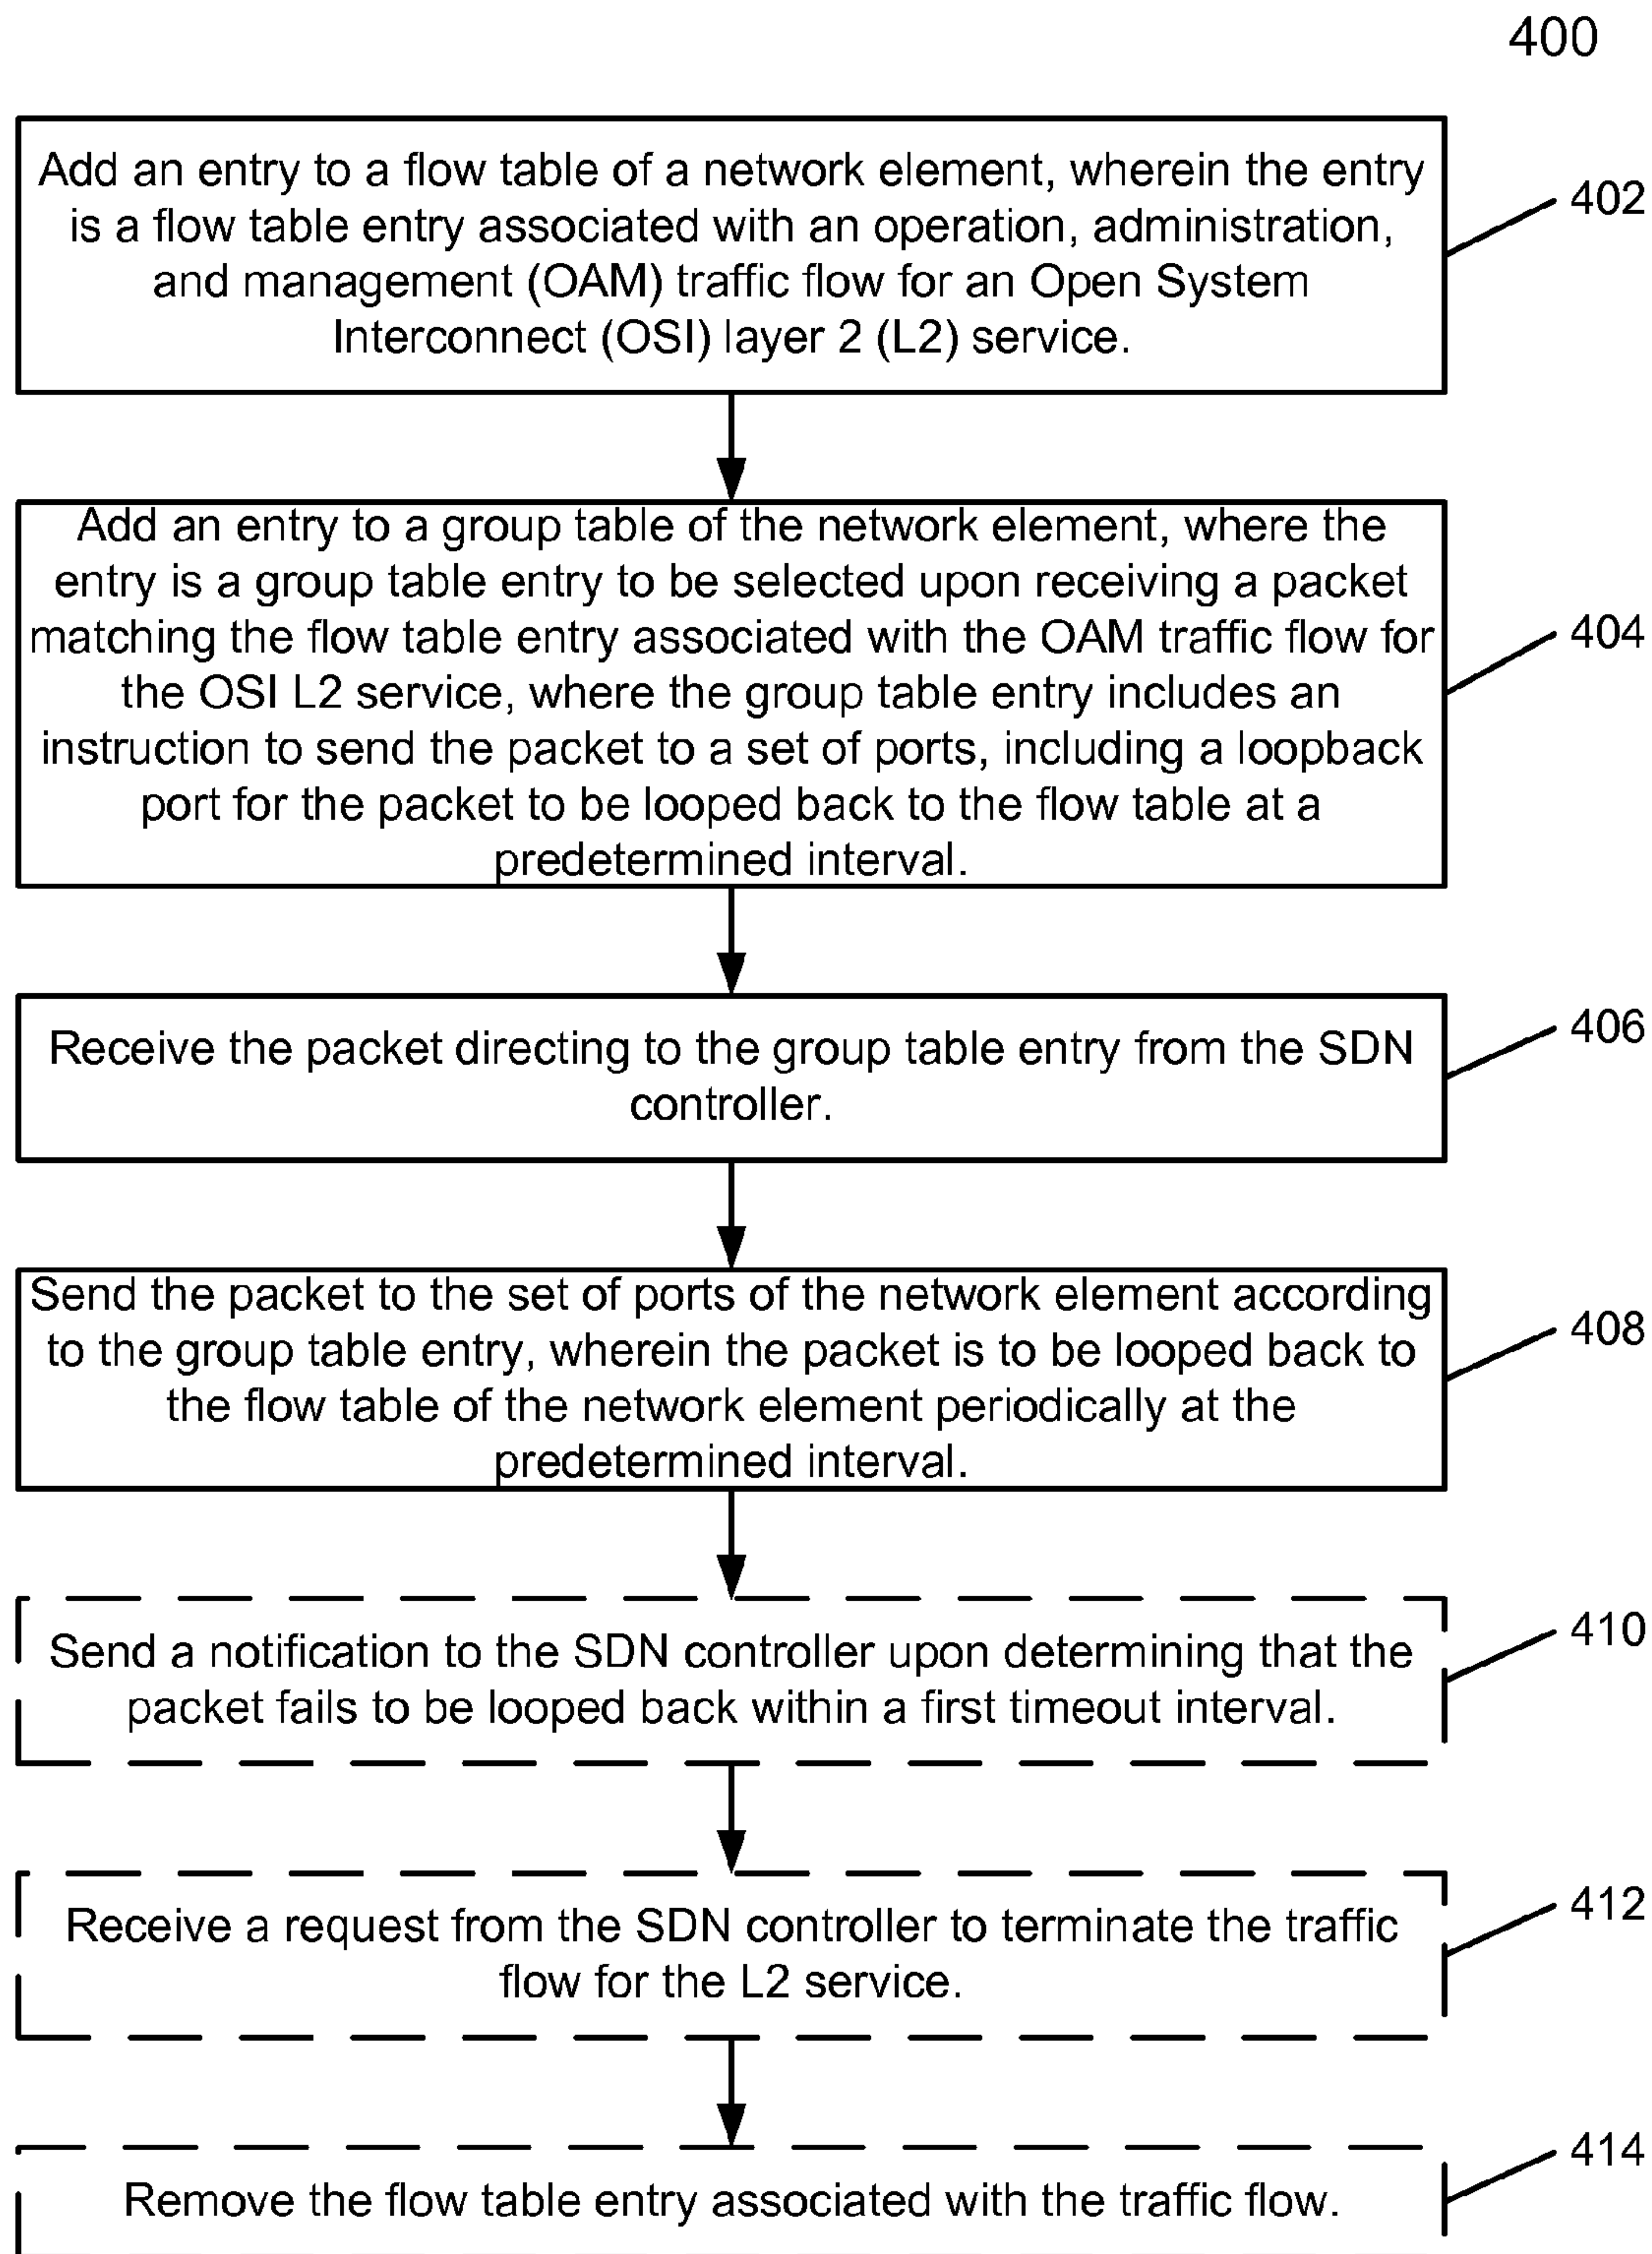 400
Add an entry to a flow table of a network element, wherein the entry
is a flow table entry associated with an operation, administration,
and management (OAM) traffic flow for an Open System
Interconnect (OSI) layer 2 (L2) service.
402
Add an entry to a group table of the network element, where the
entry is a group table entry to be selected upon receiving a packet
matching the flow table entry associated with the OAM traffic flow for
the OSI L2 service, where the group table entry includes an
instruction to send the packet to a set of ports, including a loopback
port for the packet to be looped back to the flow table at a
predetermined interval.
404
Receive the packet directing to the group table entry from the SDN
controller.
406
Send the packet to the set of ports of the network element according
to the group table entry, wherein the packet is to be looped back to
the flow table of the network element periodically at the
predetermined interval.
408
Send a notification to the SDN controller upon determining that the
packet fails to be looped back within a first timeout interval.
410
Receive a request from the SDN controller to terminate the traffic
flow for the L2 service.
412
Remove the flow table entry associated with the traffic flow.
414